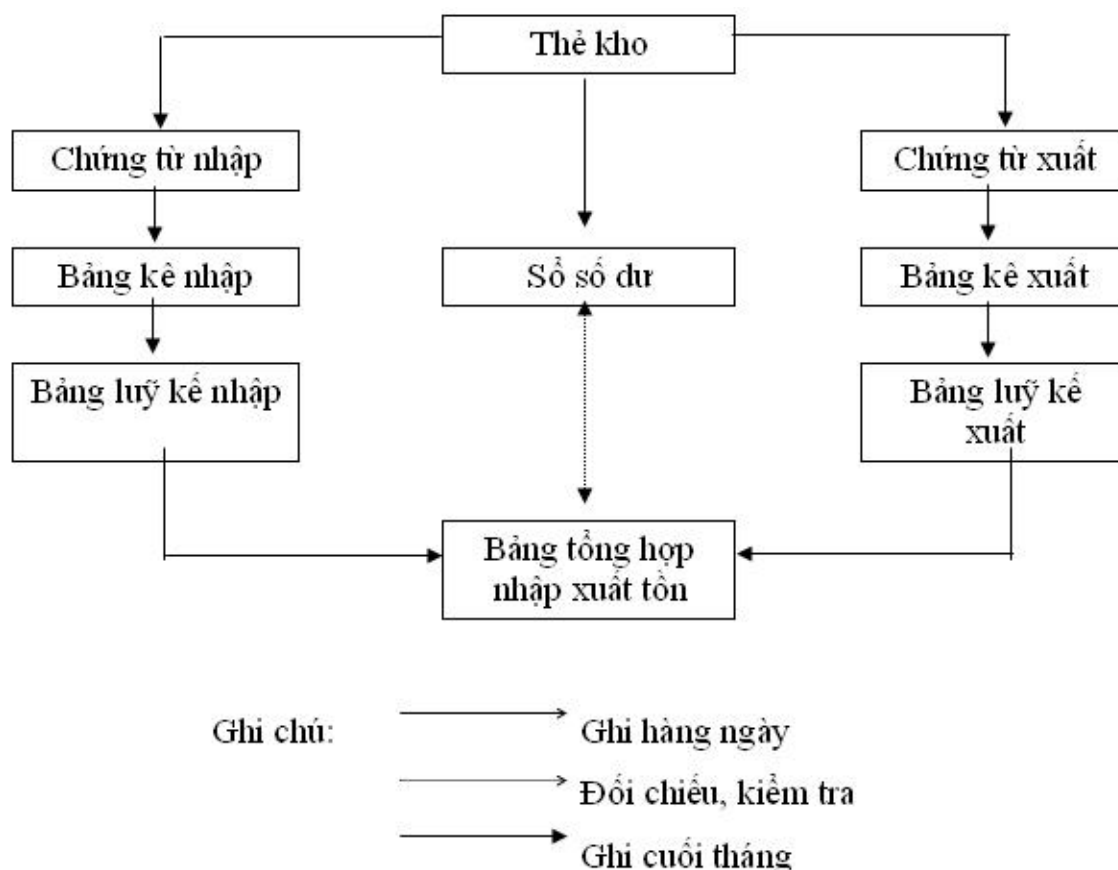 Thẻ kho
Chứng từ nhập
Chứng từ xuất
Bảng kê nhập
Sổ số dư
Bảng kê xuất
Bảng luỹ kế nhập
Bảng luỹ kế
xuất
Bảng tổng hợp
nhập xuất tồn
Ghi chú:
Ghi hàng ngày
Đối chiếu, kiểm tra
Ghi cuối tháng